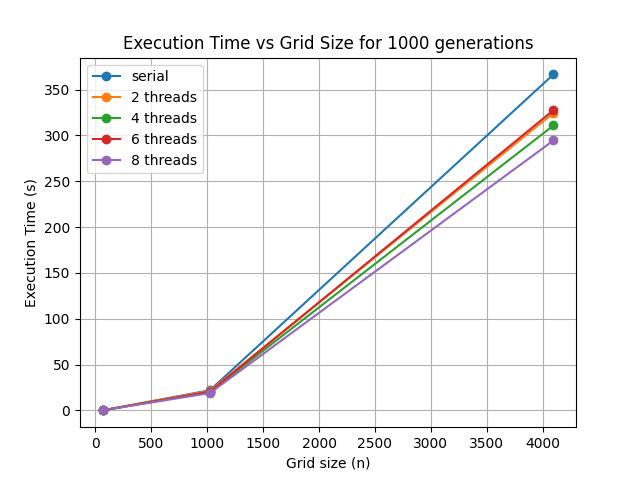 Execution Time vs Grid Size for 1000 generations
serial
2 threads
4 threads
6 threads
8 threads
Execution Time (s)
350
300
250
200
150
100
50
0
0 500 1000 1500 2000 2500 3000 3500 4000
Grid size (n)